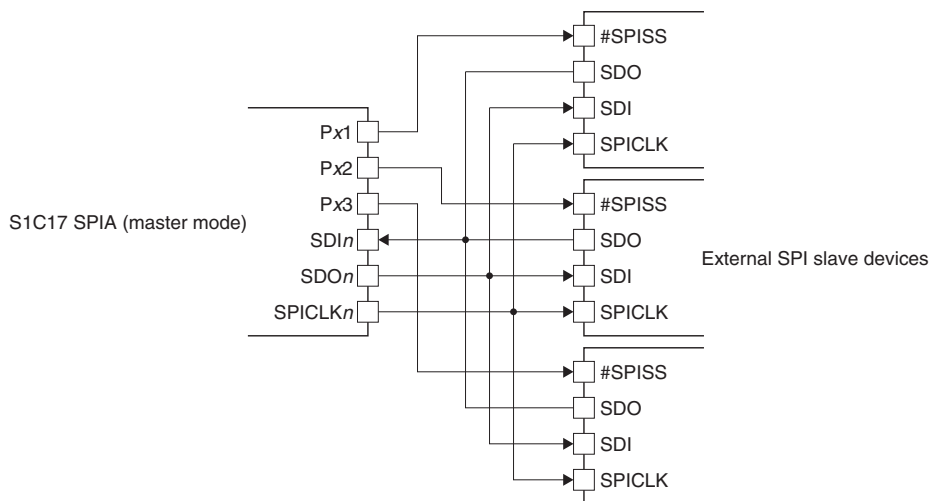 S1C17 SPIA (master mode)
Px1
Px2
Px3
SDIn
SDOn
SPICLKn
#SPISS
SDO
SDI
SPICLK
#SPISS
SDO
SDI
SPICLK
#SPISS
SDO
SDI
SPICLK
External SPI slave devices